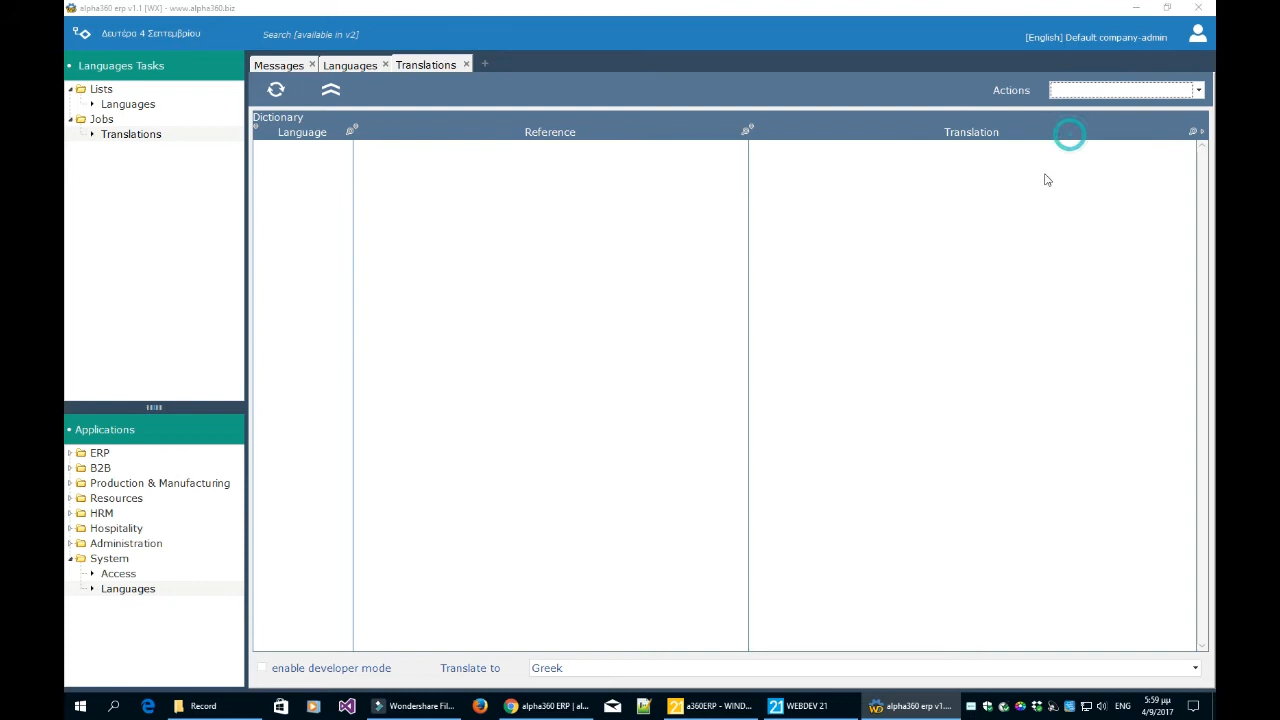 alpha360 erp v1.1 [WX] - www.alpha360.biz
Δευτέρα 4 Σεπτεμβρίου
Search [available in v2]
[English] Default company-admin
Languages Tasks
Messages
Languages
Translations
Lists
Languages
Jobs
Translations
Actions
Dictionary
Language
Reference
Translation
Applications
ERP
B2B
Production & Manufacturing
Resources
HRM
Hospitality
Administration
System
Access
Languages
enable developer mode
Translate to
Greek
Record
Wondershare Fil...
alpha360 ERP | al...
a360ERP - WIND...
WEBDEV 21
alpha360 erp v1....
ENG
5:59 μμ
4/9/2017